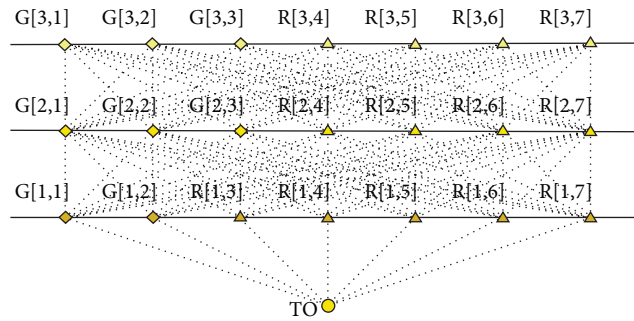 G[3,1] G[3,2] G[3,3] R[3,4] R[3,5] R[3,6] R[3,7]
G[2,1] G[2,2] G[2,3] R[2,4] R[2,5] R[2,6] R[2,7]
G[1,1] G[1,2] R[1,3] R[1,4] R[1,5] R[1,6] R[1,7]
TO